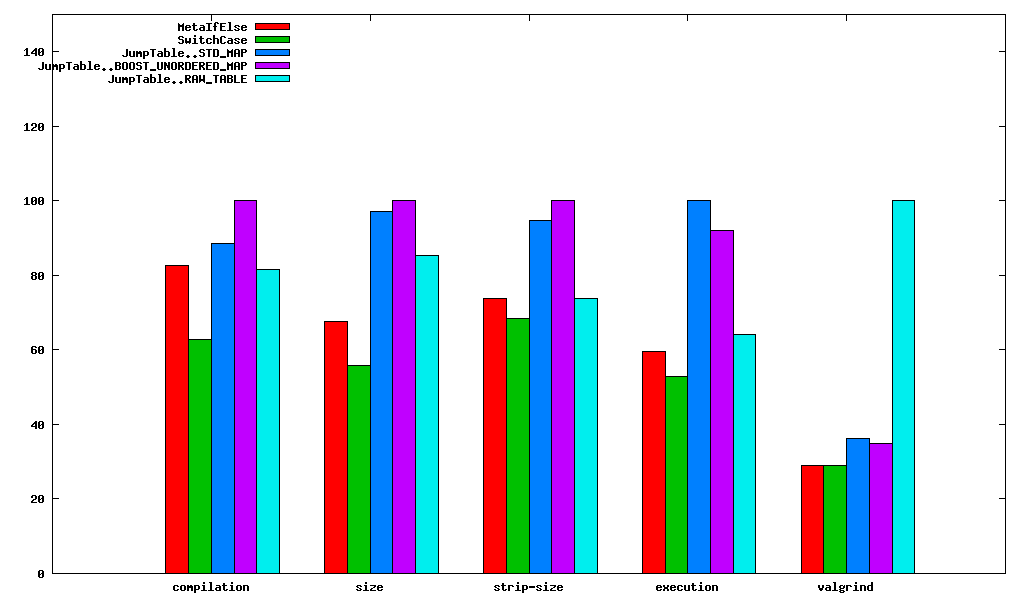 MetaIfElse
SwitchCase
JumpTable..STD_MAP
JumpTable..BOOST_UNORDERED_MAP
JumpTable..RAW_TABLE
140
120
100
80
60
40
20
0
compilation size strip-size execution valgrind